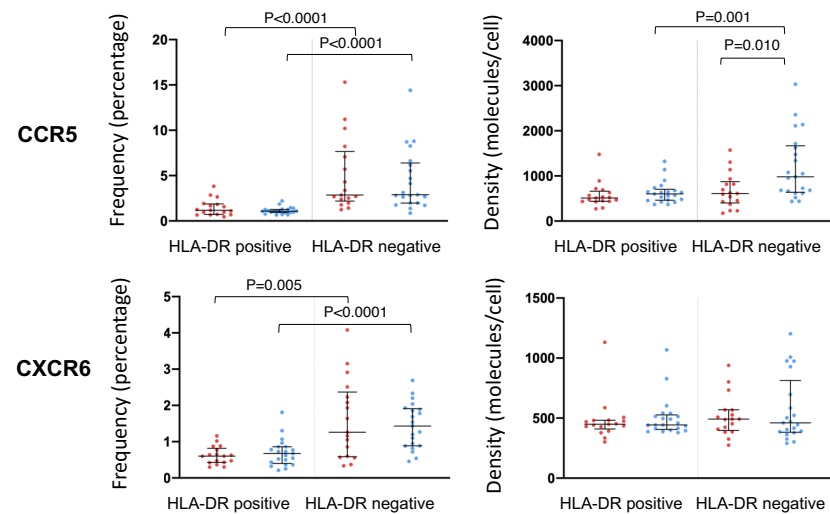 P<0.0001
P<0.0001
20
15
10
5
0
Frequency (percentage)
HLA-DR positive
HLA-DR negative
P=0.001
P=0.010
4000
3000
2000
1000
0
Density (molecules/cell)
HLA-DR positive
HLA-DR negative
CCR5
P=0.005
P<0.0001
5
4
3
2
1
0
Frequency (percentage)
HLA-DR positive
HLA-DR negative
1500
1000
500
0
Density (molecules/cell)
HLA-DR positive
HLA-DR negative
CXCR6